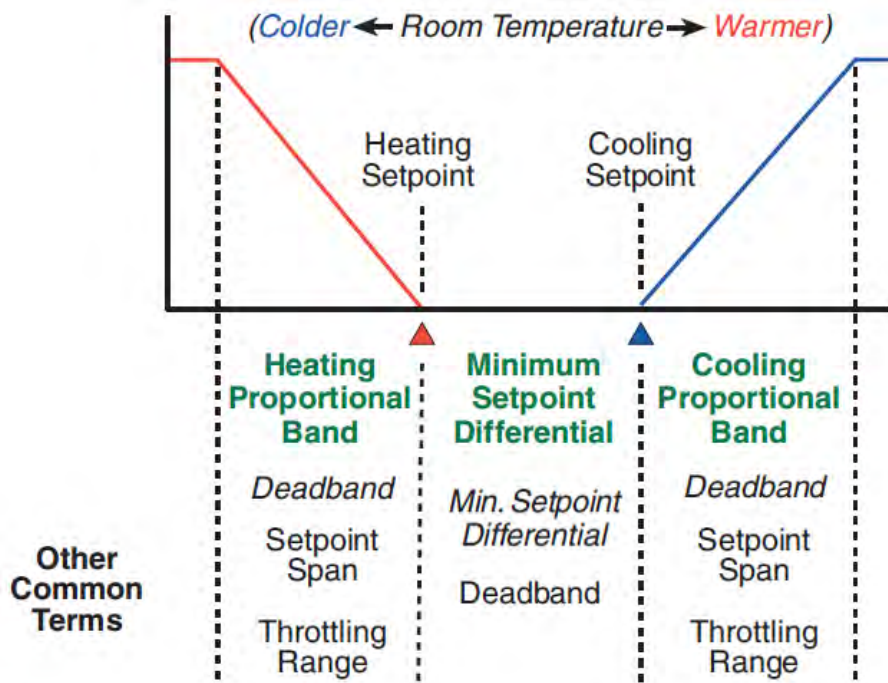 (Colder Room Temperature Warmer)
Heating
Setpoint
Cooling
Setpoint
Heating
Proportional
Band
Minimum
Setpoint
Differential
Cooling
Proportional
Band
Other
Common
Terms
Deadband
Setpoint
Span
Throttling
Range
Min. Setpoint
Differential
Deadband
Deadband
Setpoint
Span
Throttling
Range